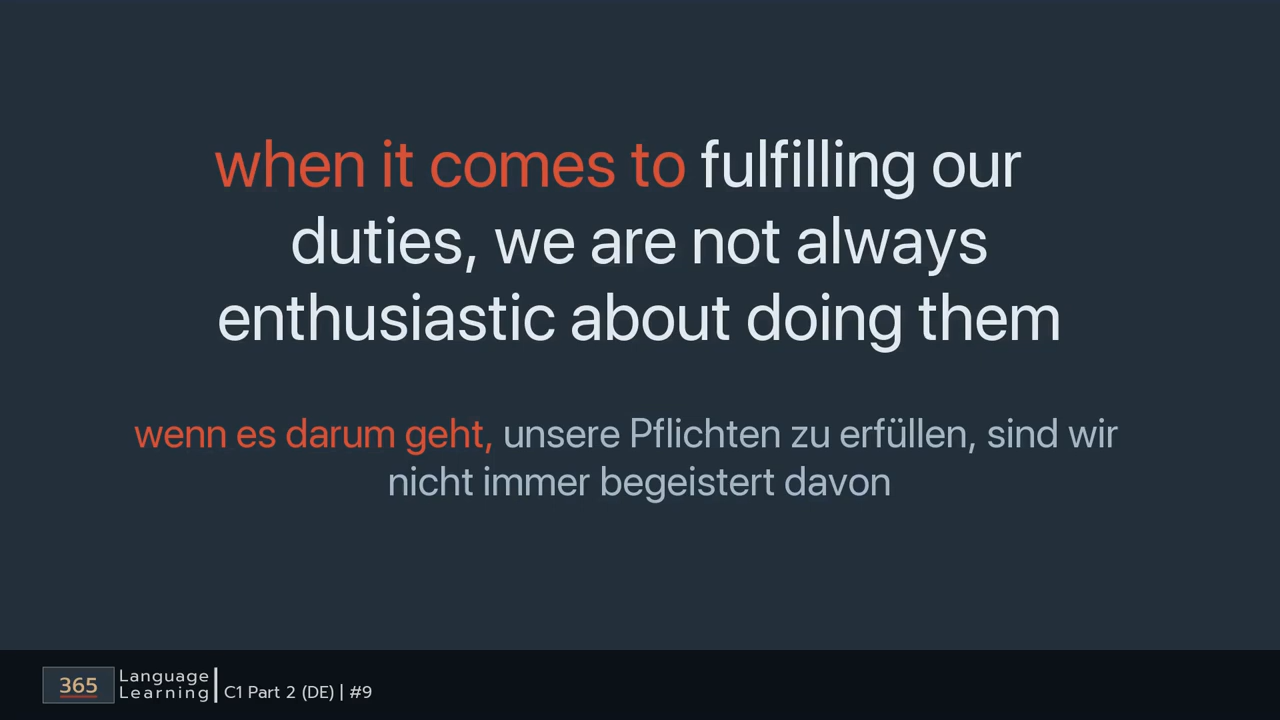 when it comes to fulfilling our
duties, we are not always
enthusiastic about doing them
wenn es darum geht, unsere Pflichten zu erfüllen, sind wir
nicht immer begeistert davon
365
Language
Learning
C1 Part 2 (DE) | #9